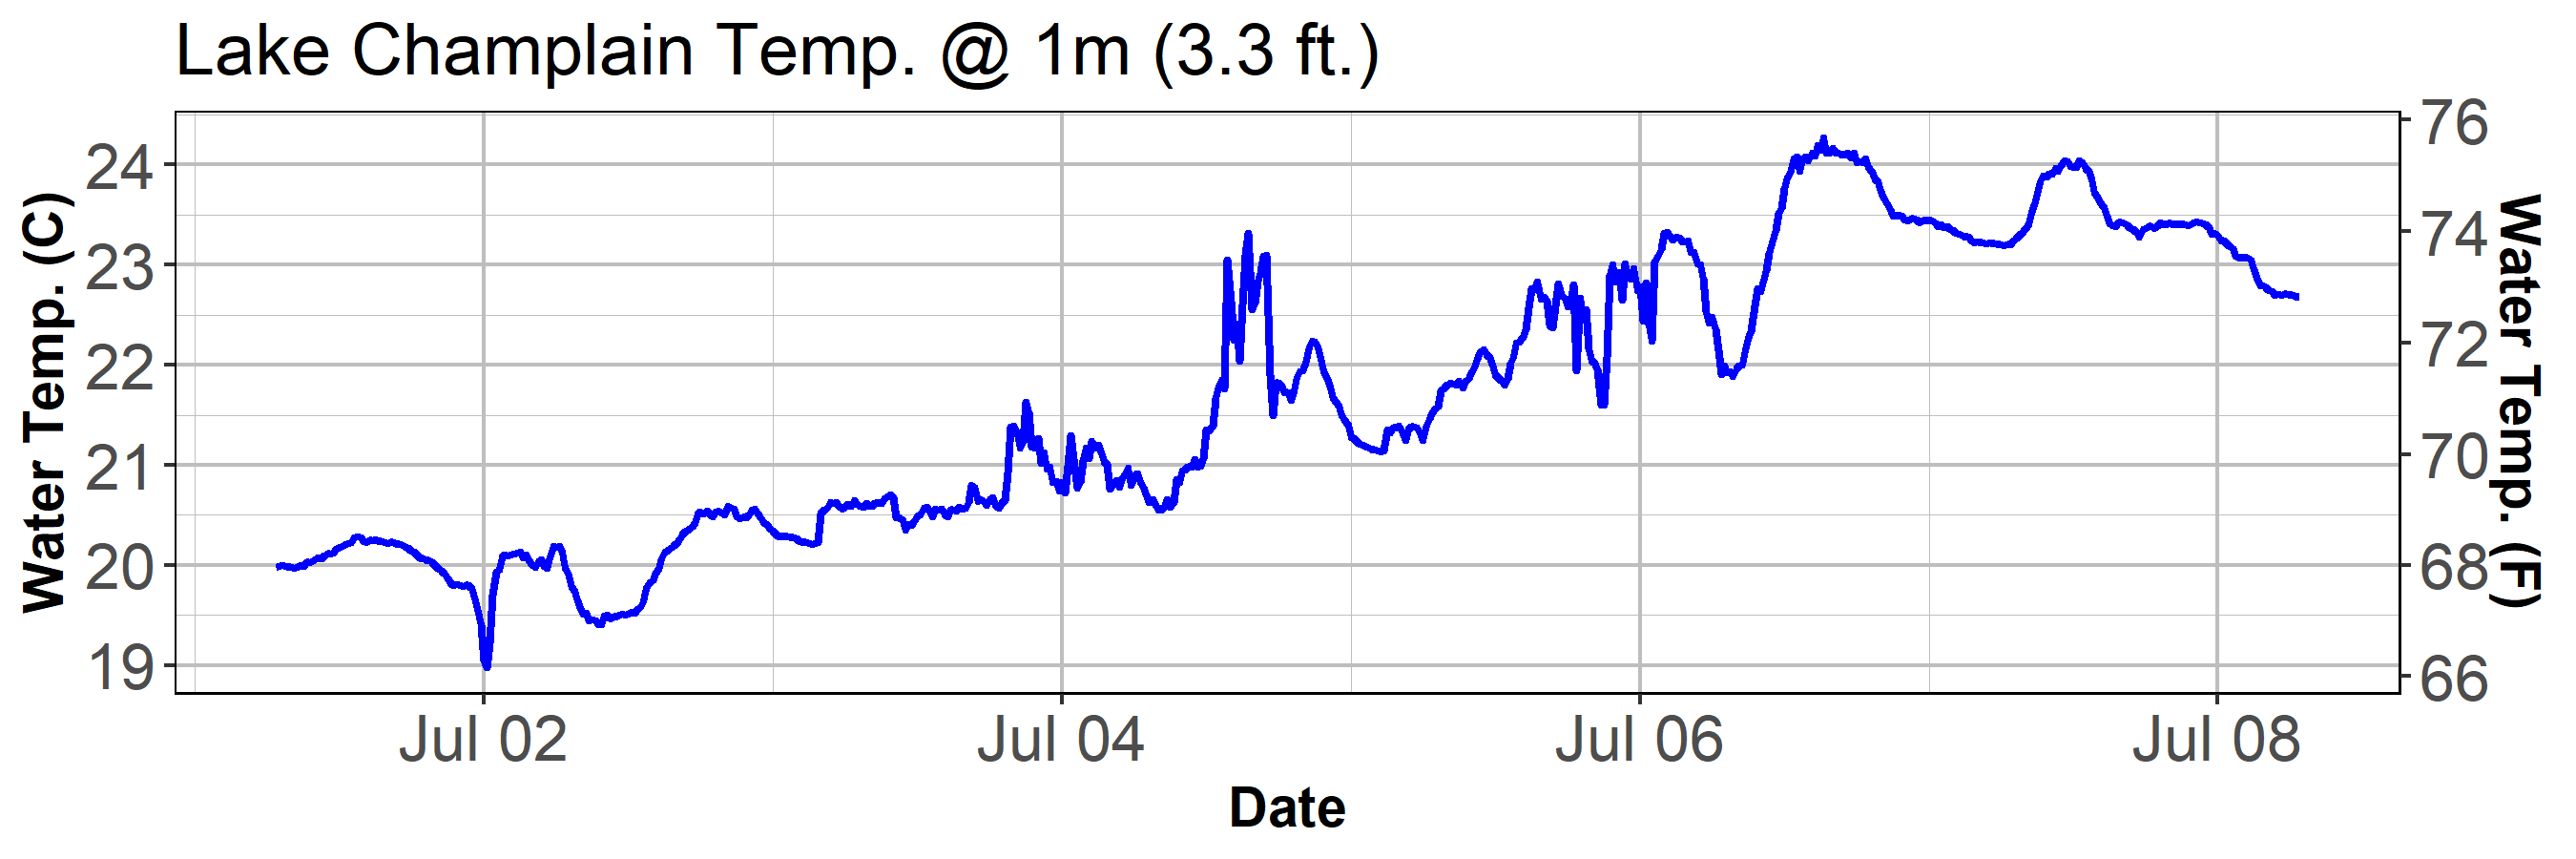 Lake Champlain Temp. @ 1m (3.3 ft.)
Water Temp. (C)
24
23
22
21
20
19
76
74
72
70
68
66
Water Temp. (F)
Jul 02 Jul 04 Jul 06 Jul 08
Date